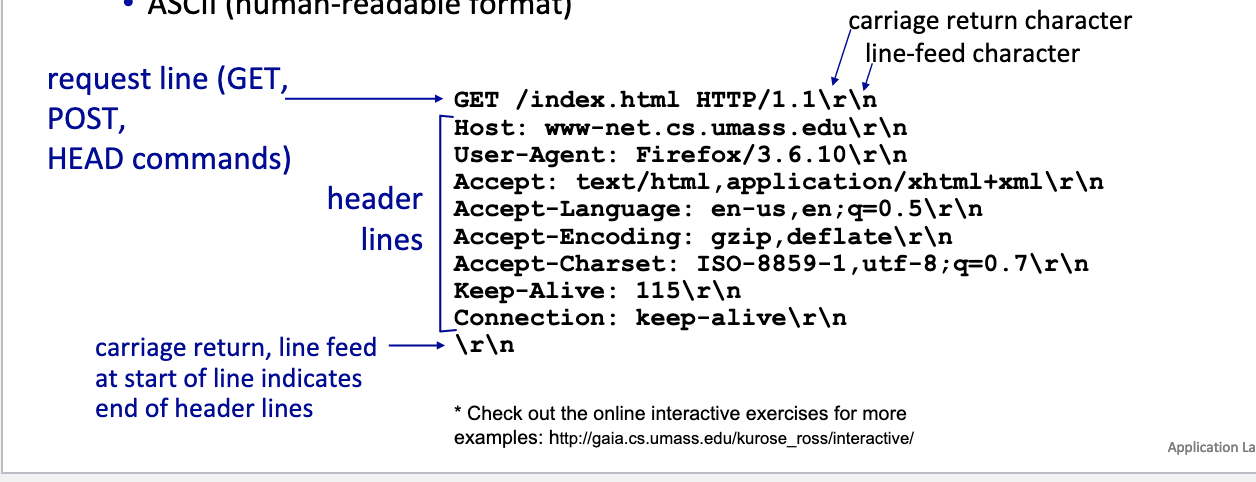 • ASCII (human-readable format)
carriage return character
line-feed character
request line (GET,
POST,
HEAD commands)
GET /index.html HTTP/1.1\r\n
header
lines
Host: www-net.cs.umass.edu\r\n
User-Agent: Firefox/3.6.10\r\n
Accept: text/html,application/xhtml+xml\r\n
Accept-Language: en-us,en;q=0.5\r\n
Accept-Encoding: gzip,deflate\r\n
Accept-Charset: ISO-8859-1,utf-8;q=0.7\r\n
Keep-Alive: 115\r\n
Connection: keep-alive\r\n
\r\n
carriage return, line feed
at start of line indicates
end of header lines
* Check out the online interactive exercises for more
examples: http://gaia.cs.umass.edu/kurose_ross/interactive/
Application La